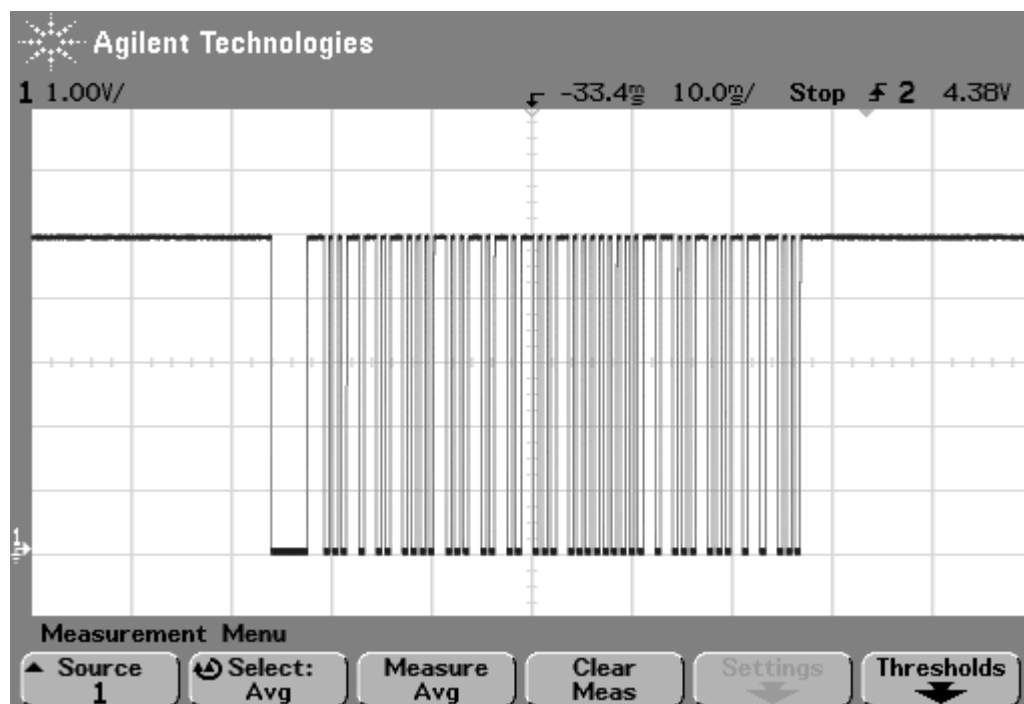 Agilent Technologies
1 1.00V/ -33.4ms 10.0ms/ Stop 2 4.38V
1
Measurement Menu
Source 1
Select: Avg
Measure Avg
Clear Meas
Settings
Thresholds